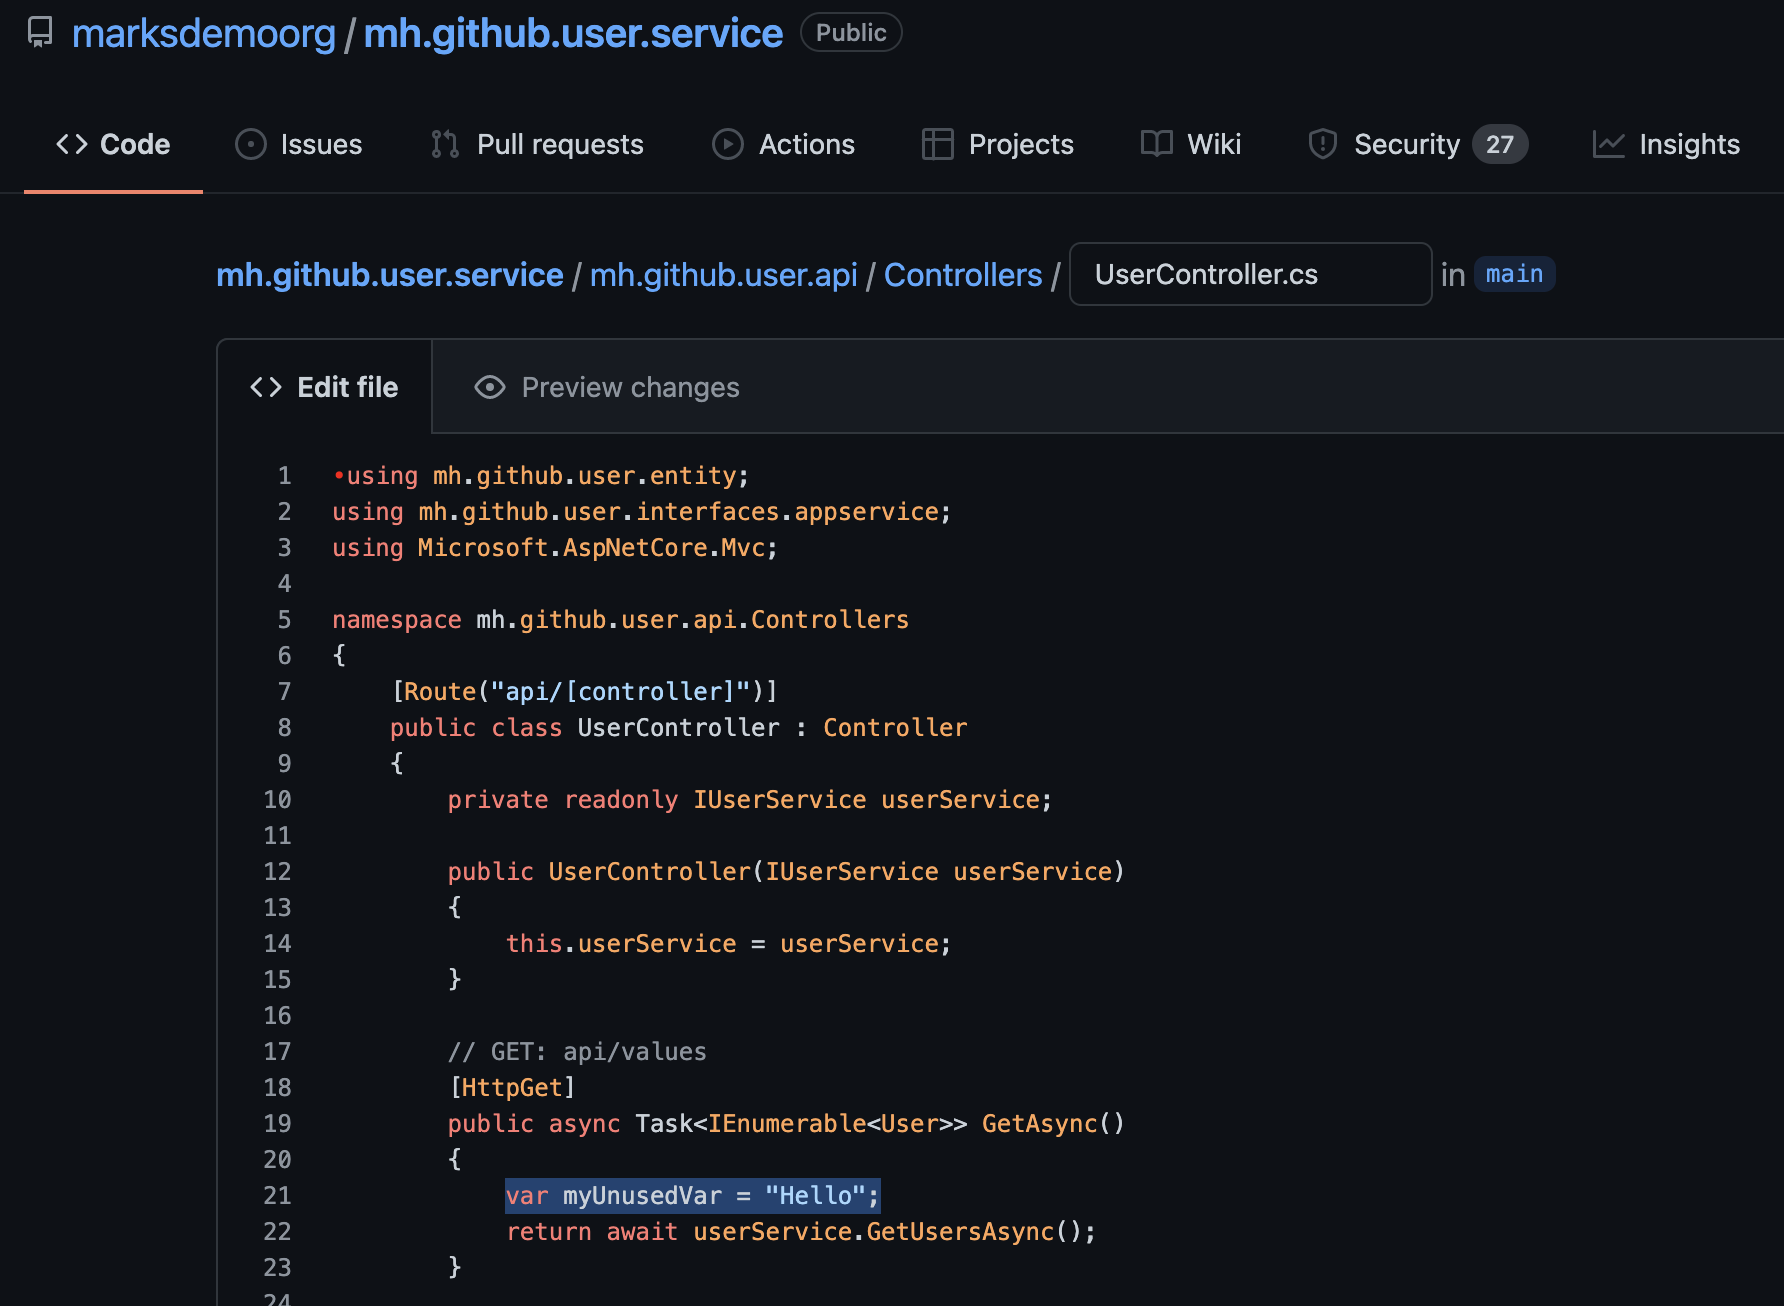 marksdemoorg / mh.github.user.service Public
Code Issues Pull requests Actions Projects Wiki Security 27 Insights
mh.github.user.service / mh.github.user.api / Controllers / UserController.cs in main
Edit file Preview changes
1 •using mh.github.user.entity;
2 using mh.github.user.interfaces.appservice;
3 using Microsoft.AspNetCore.Mvc;
4
5 namespace mh.github.user.api.Controllers
6 {
7     [Route("api/[controller]")]
8     public class UserController : Controller
9     {
10         private readonly IUserService userService;
11
12         public UserController(IUserService userService)
13         {
14             this.userService = userService;
15         }
16
17         // GET: api/values
18         [HttpGet]
19         public async Task<IEnumerable<User>> GetAsync()
20         {
21             var myUnusedVar = "Hello";
22             return await userService.GetUsersAsync();
23         }
24